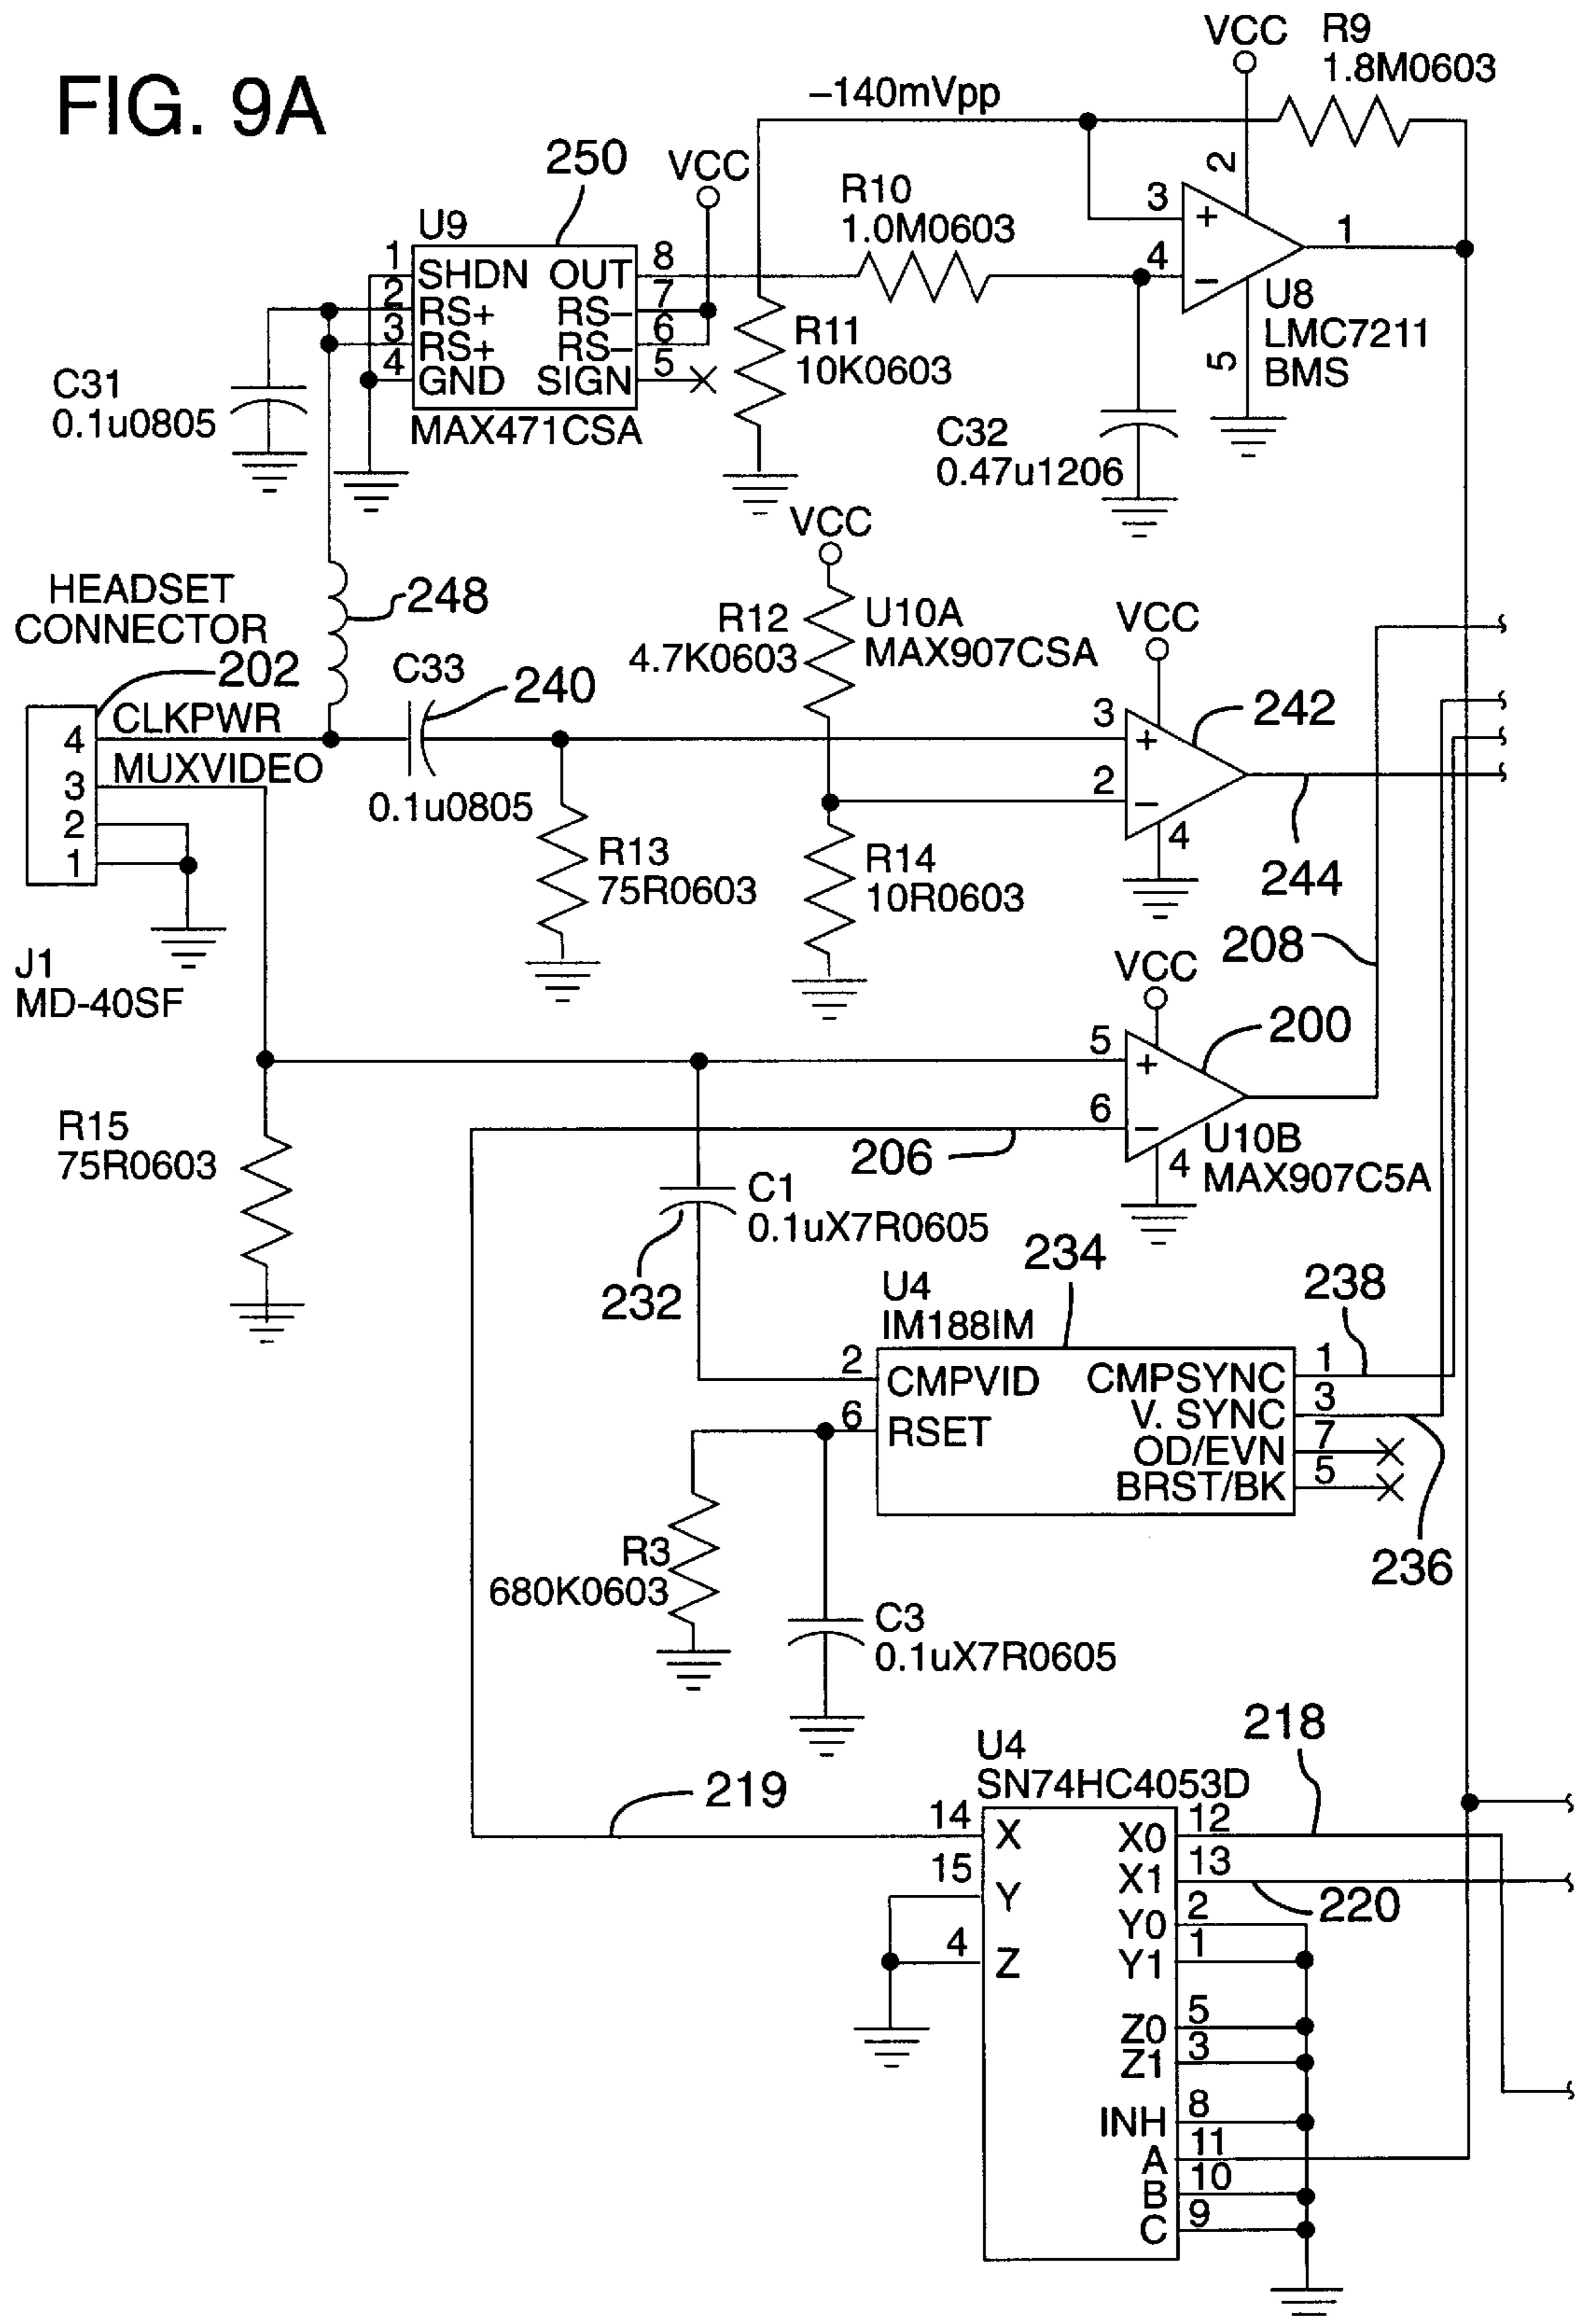 FIG. 9A
VCC
R9
1.8M0603
–140mVpp
250
VCC
2
R10
1.0M0603
3
+
1
4
–
U9
1
SHDN
OUT
8
2
RS+
RS–
7
3
RS+
RS–
6
4
GND
SIGN
5
MAX471CSA
U8
LMC7211
BMS
5
R11
10K0603
C31
0.1u0805
C32
0.47u1206
VCC
HEADSET
CONNECTOR
248
R12
4.7K0603
U10A
MAX907CSA
VCC
202
C33
240
242
CLKPWR
4
MUXVIDEO
3
2
1
0.1u0805
3
+
2
–
4
R13
75R0603
R14
10R0603
244
208
J1
MD-40SF
VCC
200
5
+
6
–
4
206
U10B
MAX907C5A
R15
75R0603
C1
0.1uX7R0605
232
234
238
U4
IM188IM
2
CMPVID
CMPSYNC
1
V. SYNC
3
6
RSET
OD/EVN
7
BRST/BK
5
236
R3
680K0603
C3
0.1uX7R0605
218
U4
SN74HC4053D
219
14
X
X0
12
15
Y
X1
13
220
Y0
2
4
Z
Y1
1
Z0
5
Z1
3
INH
8
A
11
B
10
C
9